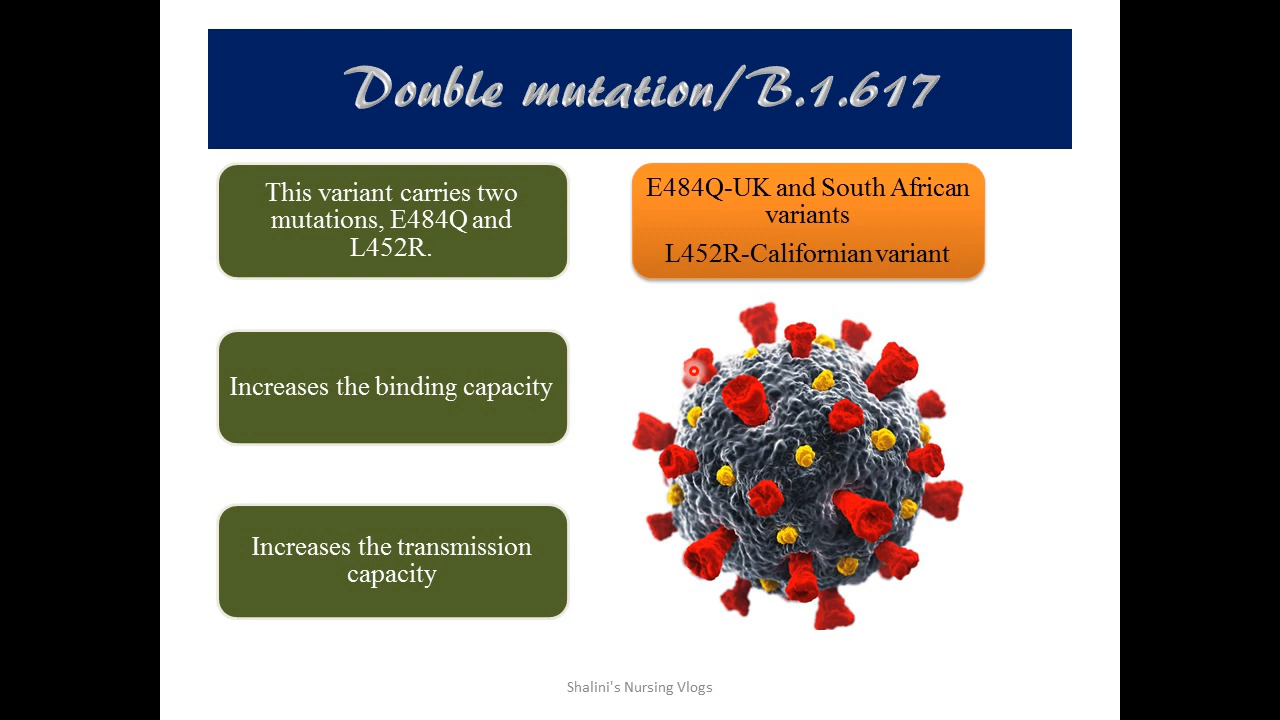 Double mutation/B.1.617
This variant carries two
mutations, E484Q and
L452R.
E484Q-UK and South African
variants
L452R-Californian variant
Increases the binding capacity
Increases the transmission
capacity
Shalini's Nursing Vlogs